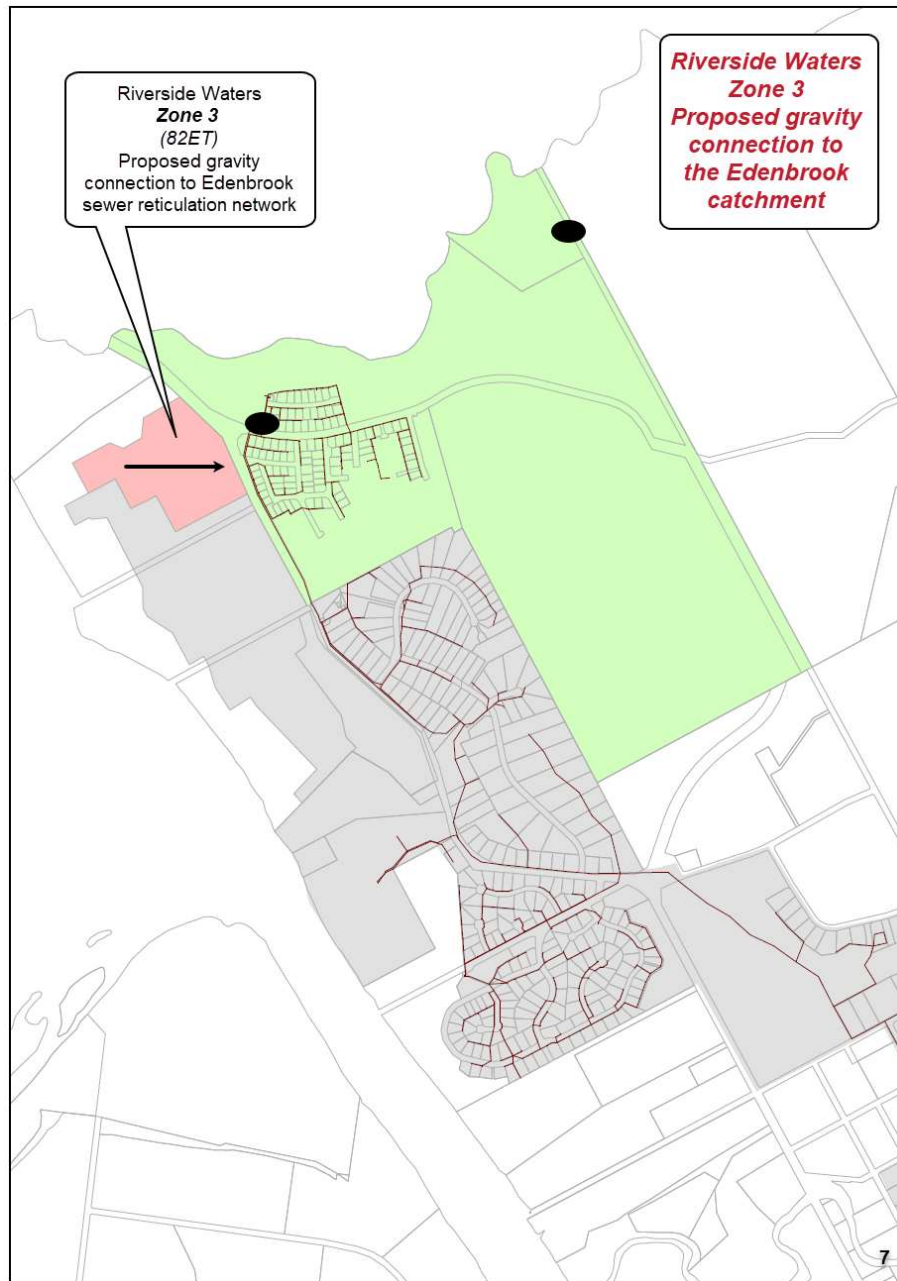 Riverside Waters
Zone 3
(82ET)
Proposed gravity
connection to Edenbrook
sewer reticulation network
Riverside Waters
Zone 3
Proposed gravity
connection to
the Edenbrook
catchment
7